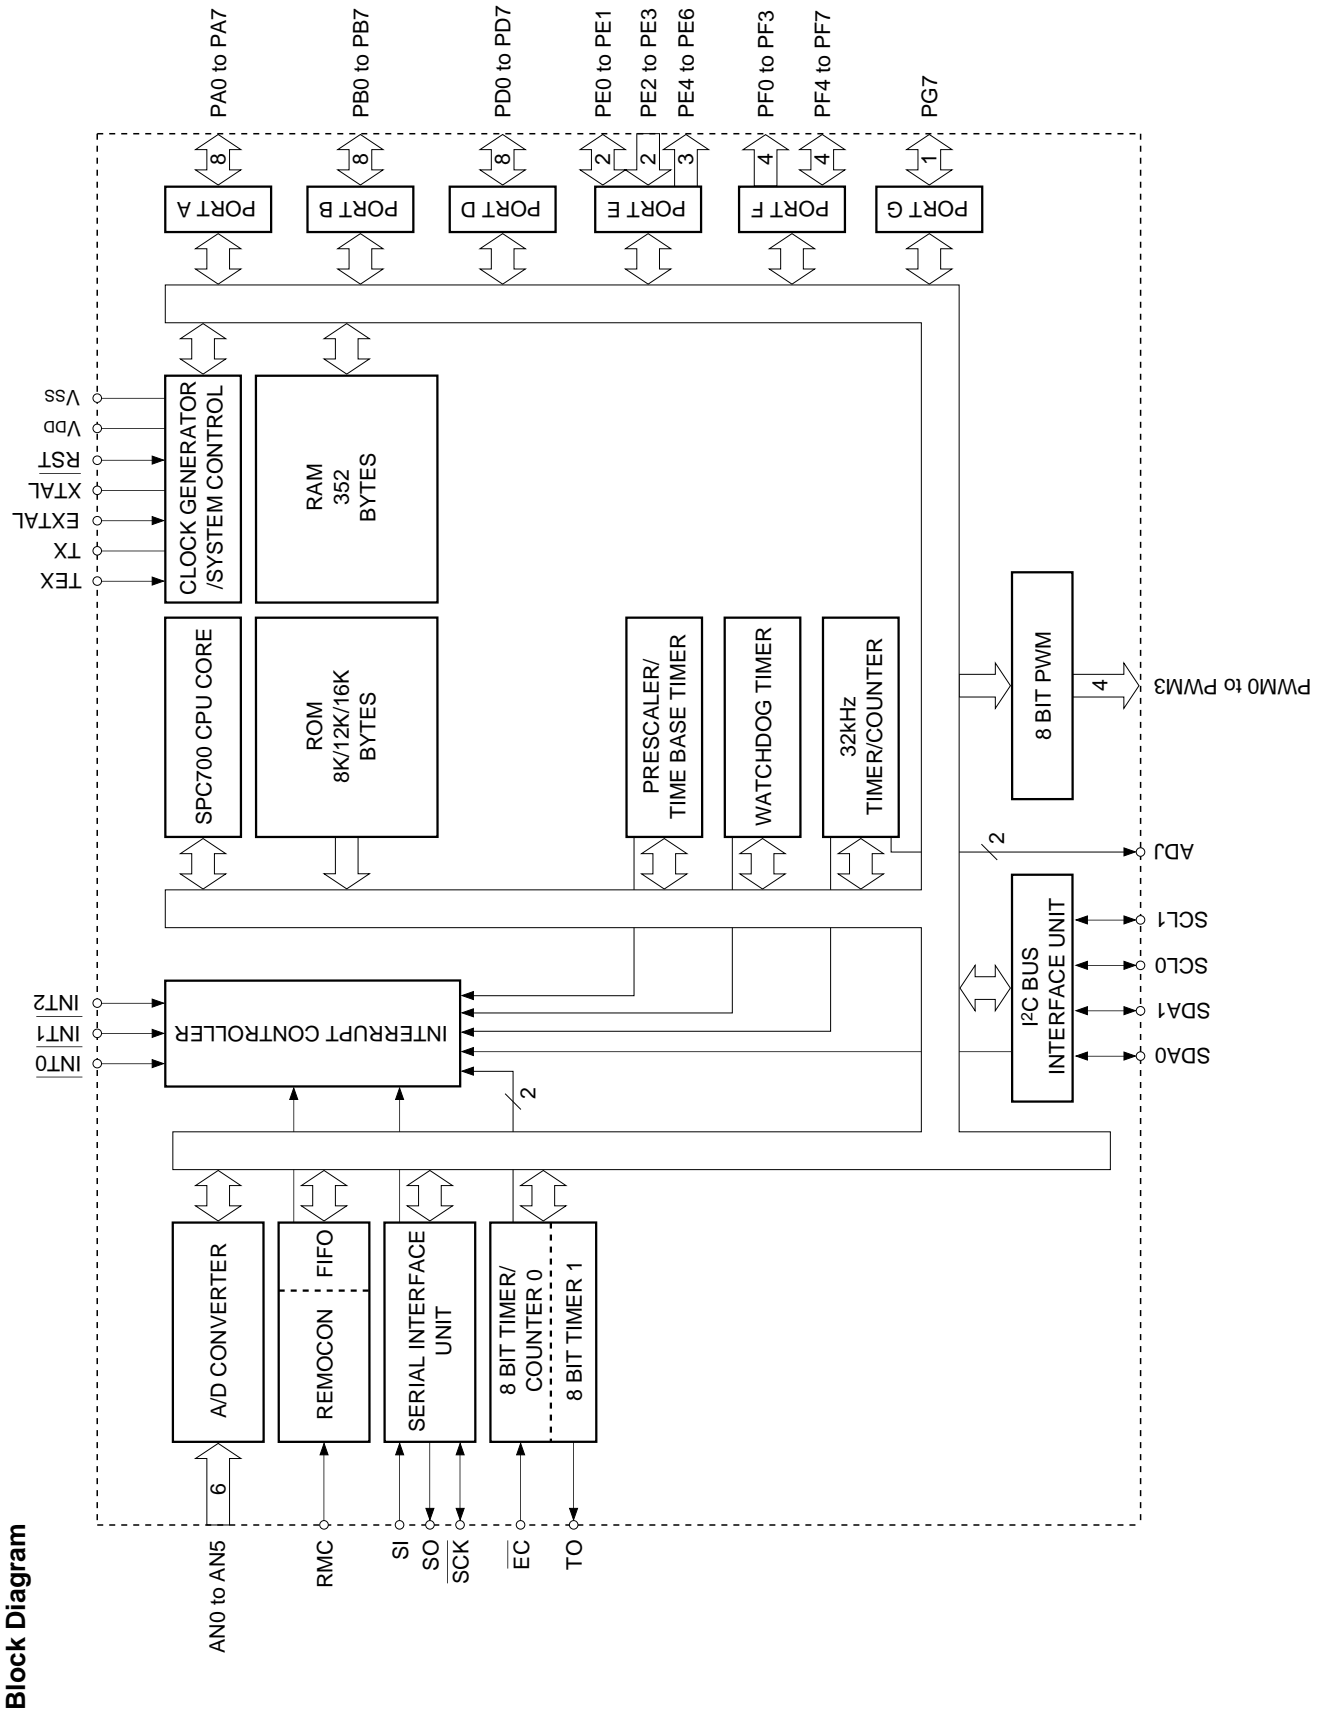 Block Diagram
AN0 to AN5
6
RMC
SI
SO
SCK
EC
TO
A/D CONVERTER
REMOCON
FIFO
SERIAL INTERFACE
UNIT
8 BIT TIMER/
COUNTER 0
8 BIT TIMER 1
2
INT0
INT1
INT2
INTERRUPT CONTROLLER
SPC700 CPU CORE
ROM
8K/12K/16K
BYTES
PRESCALER/
TIME BASE TIMER
WATCHDOG TIMER
32kHz
TIMER/COUNTER
TEX
TX
EXTAL
XTAL
RST
VDD
VSS
CLOCK GENERATOR
/SYSTEM CONTROL
RAM
352
BYTES
I2C BUS
INTERFACE UNIT
SDA0
SDA1
SCL0
SCL1
2
ADJ
8 BIT PWM
4
PWM0 to PWM3
PORT A
8
PA0 to PA7
PORT B
8
PB0 to PB7
PORT D
8
PD0 to PD7
PORT E
2
PE0 to PE1
2
PE2 to PE3
3
PE4 to PE6
PORT F
4
PF0 to PF3
4
PF4 to PF7
PORT G
1
PG7